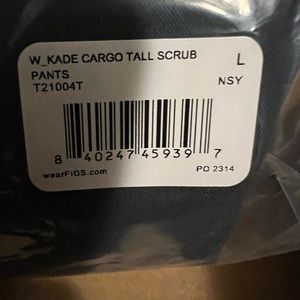 W_KADE CARGO TALL SCRUB L
PANTS
T21004T NSY
8 40247 45939 7
wearFIGS.com PO 2314